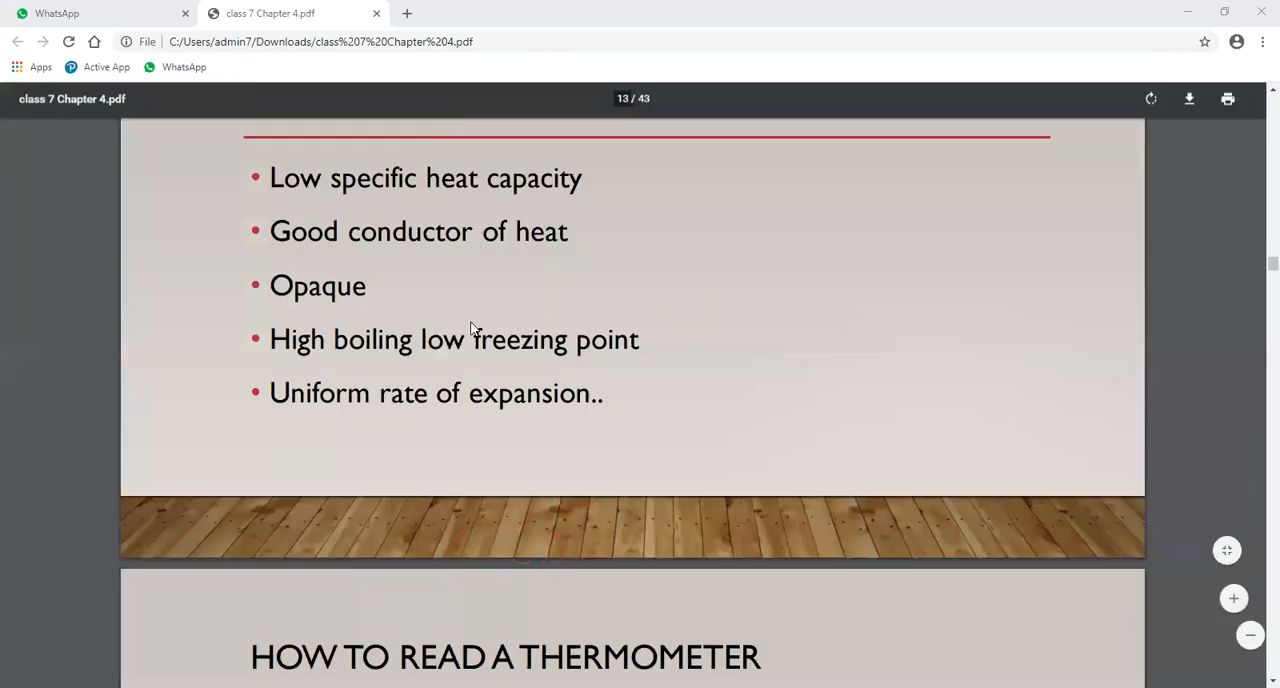 WhatsApp
class 7 Chapter 4.pdf
File C:/Users/admin7/Downloads/class%207%20Chapter%204.pdf
Apps Active App WhatsApp
class 7 Chapter 4.pdf 13 / 43
• Low specific heat capacity
• Good conductor of heat
• Opaque
• High boiling low freezing point
• Uniform rate of expansion..
HOW TO READ A THERMOMETER